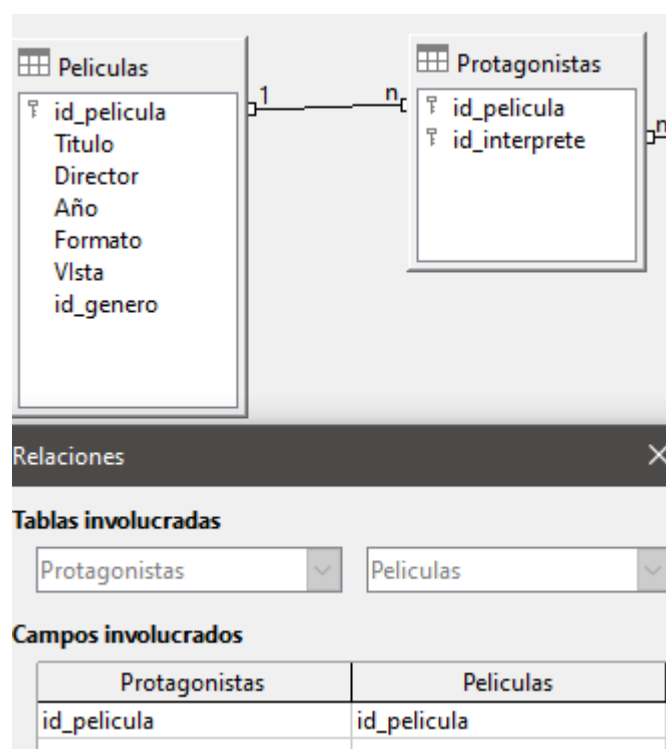 Peliculas
id_pelicula
Titulo
Director
Año
Formato
VIsta
id_genero
1
n
Protagonistas
id_pelicula
id_interprete
n
Relaciones
Tablas involucradas
Protagonistas Peliculas
Campos involucrados
Protagonistas Peliculas
id_pelicula id_pelicula